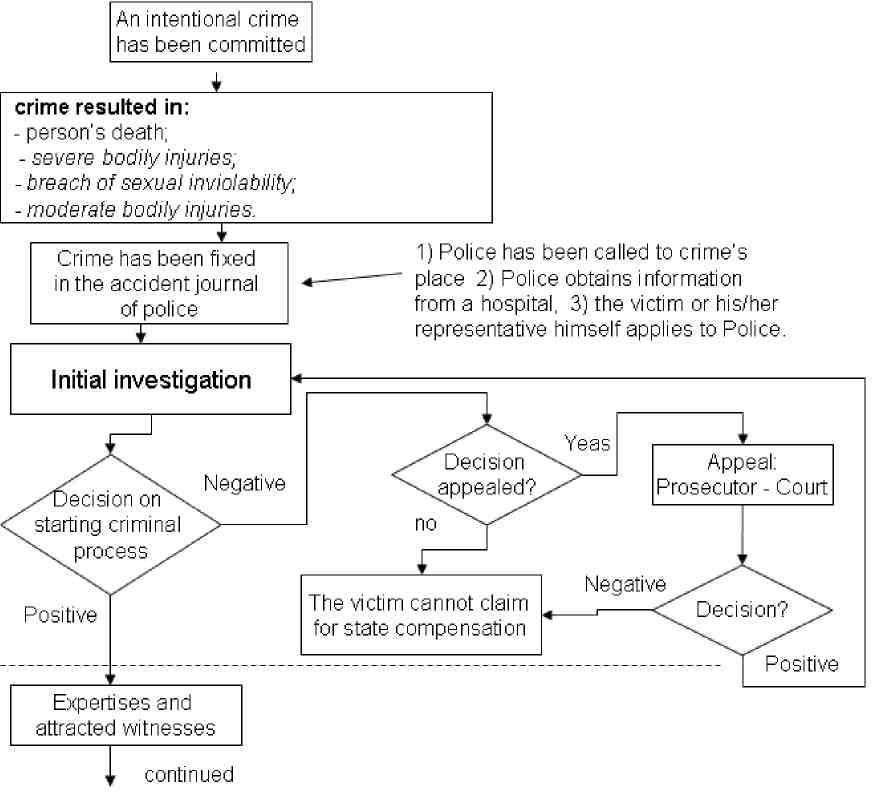 An intentional crime
has been committed
crime resulted in:
- person's death;
- severe bodily injuries;
- breach of sexual inviolability;
- moderate bodily injuries.
Crime has been fixed
in the accident journal
of police
1) Police has been called to crime's
place 2) Police obtains information
from a hospital, 3) the victim or his/her
representative himself applies to Police.
Initial investigation
Decision on
starting criminal
process
Negative
Decision
appealed?
Yeas
Appeal:
Prosecutor - Court
no
The victim cannot claim
for state compensation
Negative
Decision?
Positive
Positive
Expertises and
attracted witnesses
continued